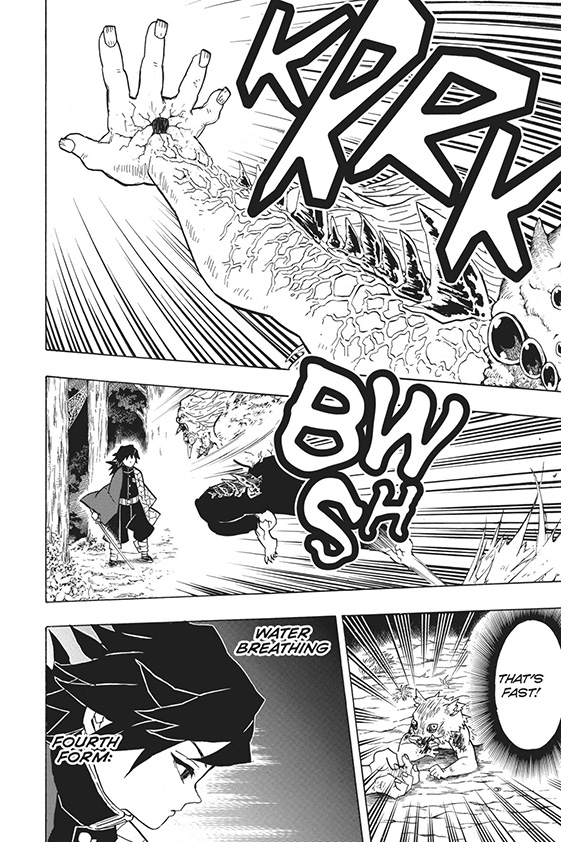 KRRK
BWSH
THAT'S
FAST!
WATER
BREATHING
FOURTH
FORM: